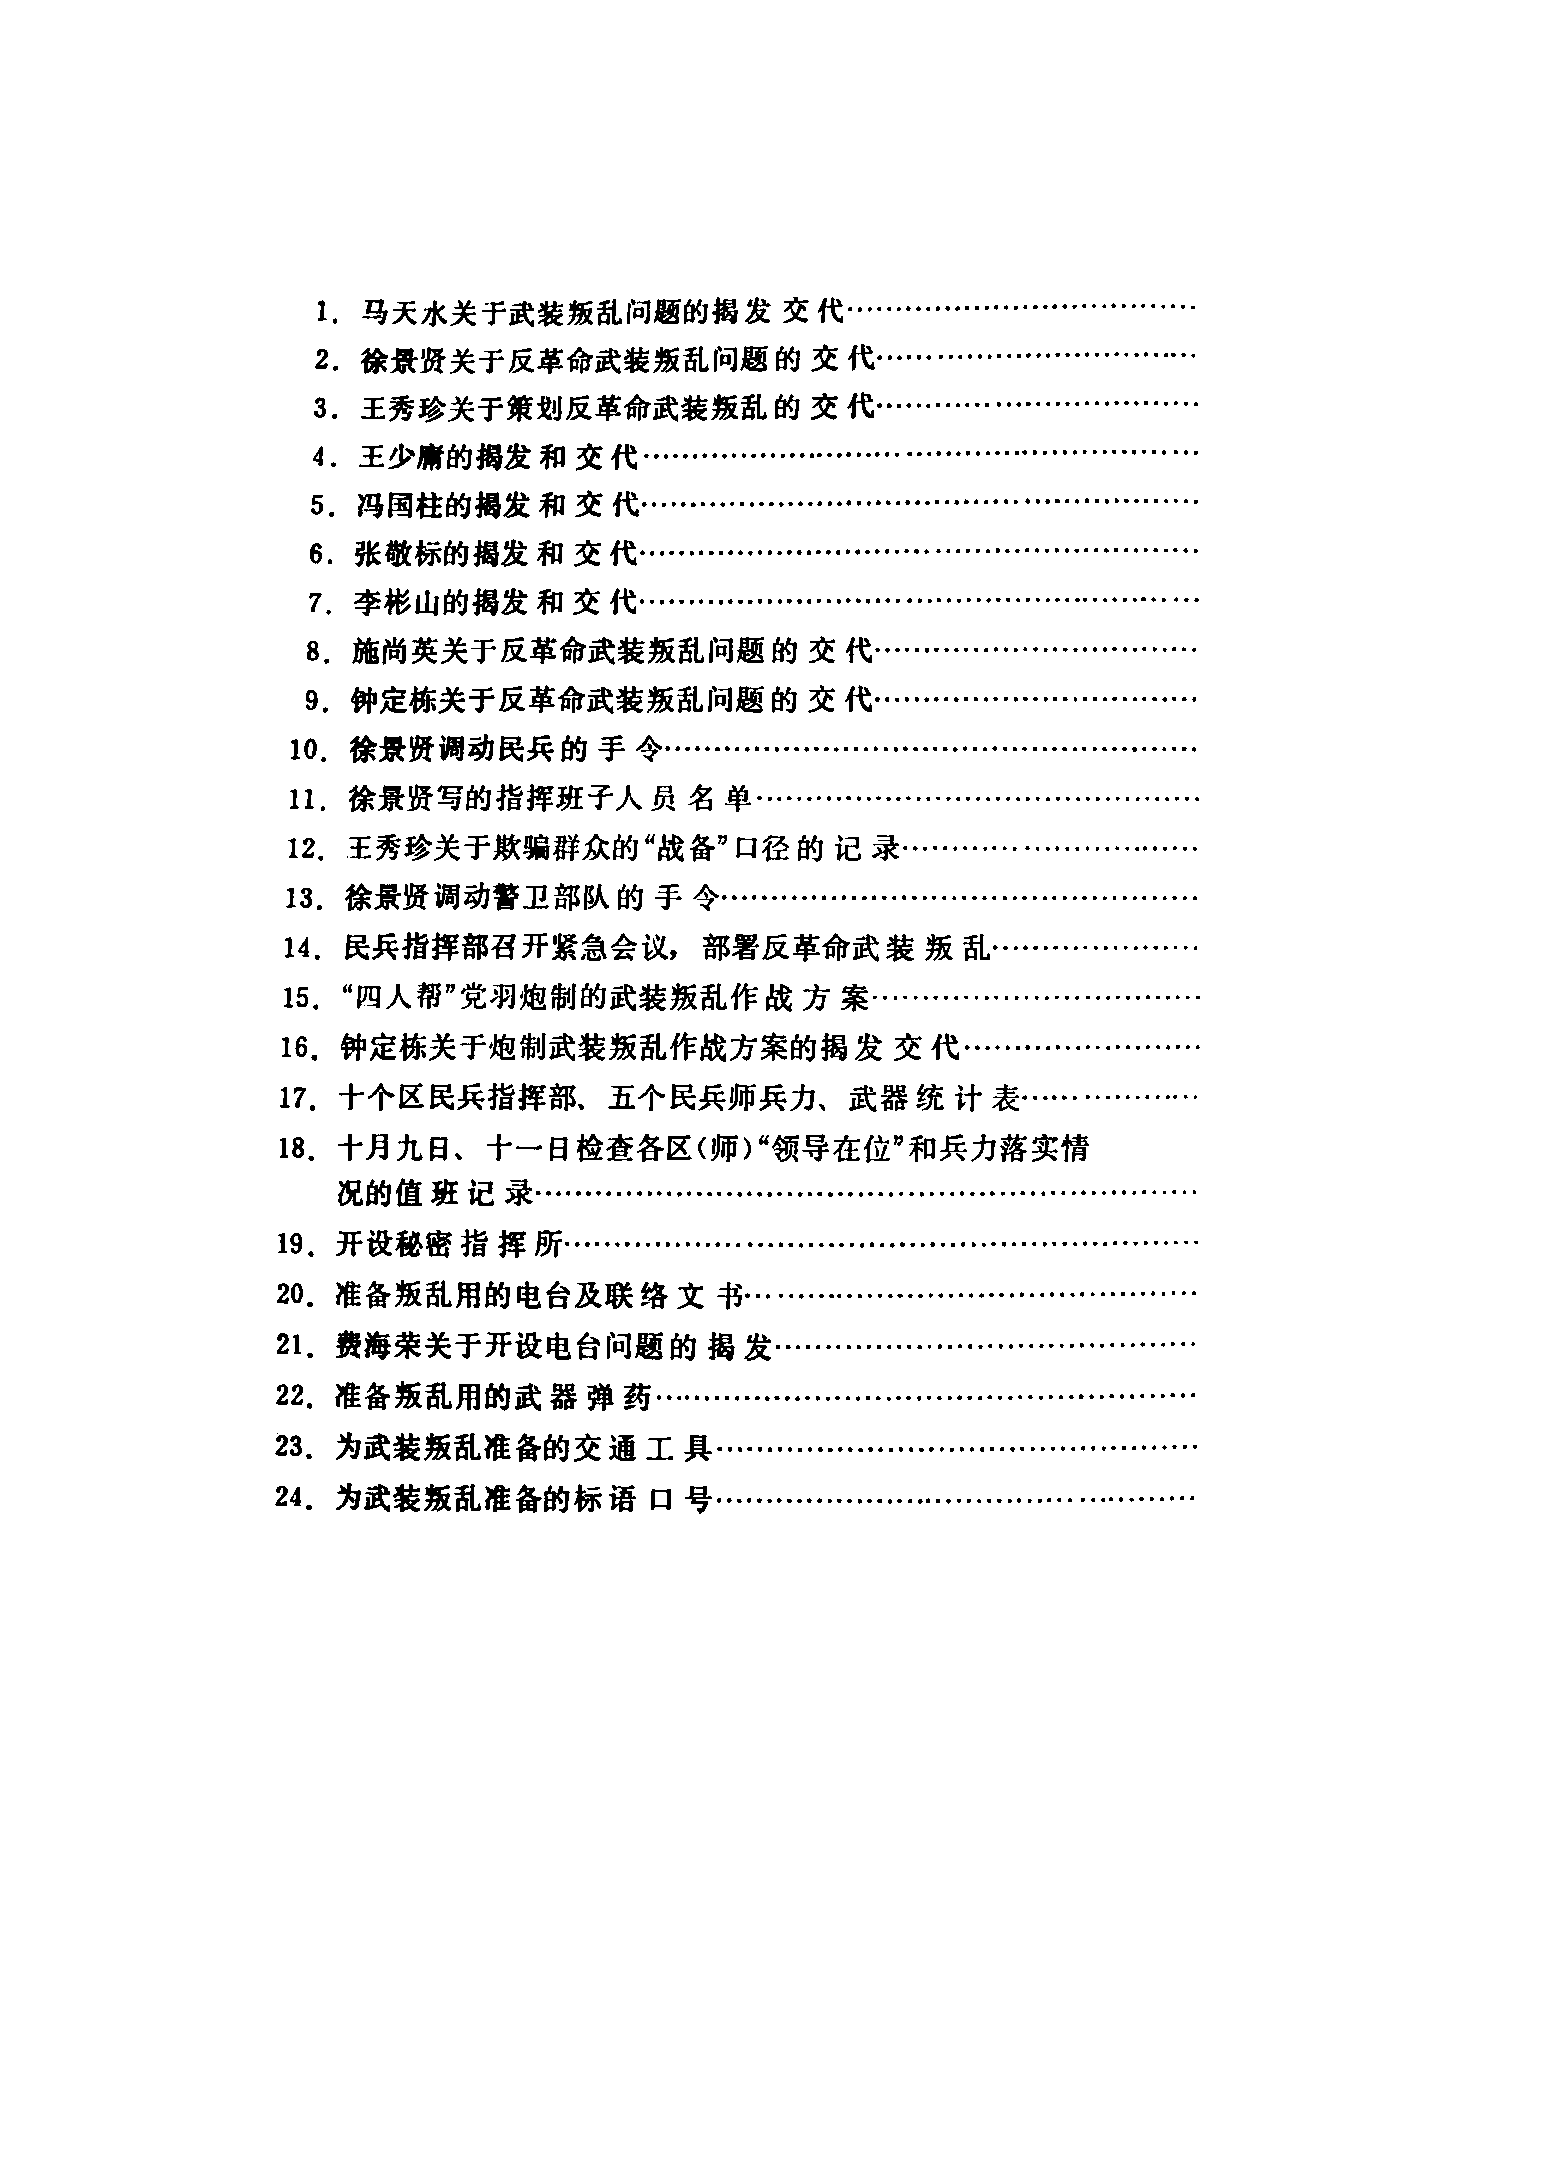 1. 马天水关于武装叛乱问题的揭发交代……………………………
2. 徐景贤关于反革命武装叛乱问题的交代…………………………
3. 王秀珍关于策划反革命武装叛乱的交代…………………………
4. 王少庸的揭发和交代………………………………………………
5. 冯国柱的揭发和交代………………………………………………
6. 张敬标的揭发和交代………………………………………………
7. 李彬山的揭发和交代………………………………………………
8. 施尚英关于反革命武装叛乱问题的交代…………………………
9. 钟定栋关于反革命武装叛乱问题的交代…………………………
10. 徐景贤调动民兵的手令……………………………………………
11. 徐景贤写的指挥班子人员名单……………………………………
12. 王秀珍关于欺骗群众的“战备”口径的记录………………………
13. 徐景贤调动警卫部队的手令………………………………………
14. 民兵指挥部召开紧急会议，部署反革命武装叛乱………………
15. “四人帮”党羽炮制的武装叛乱作战方案…………………………
16. 钟定栋关于炮制武装叛乱作战方案的揭发交代…………………
17. 十个区民兵指挥部、五个民兵师兵力、武器统计表……………
18. 十月九日、十一日检查各区(师)“领导在位”和兵力落实情
况的值班记录………………………………………………………
19. 开设秘密指挥所……………………………………………………
20. 准备叛乱用的电台及联络文书……………………………………
21. 费海荣关于开设电台问题的揭发…………………………………
22. 准备叛乱用的武器弹药……………………………………………
23. 为武装叛乱准备的交通工具………………………………………
24. 为武装叛乱准备的标语口号………………………………………